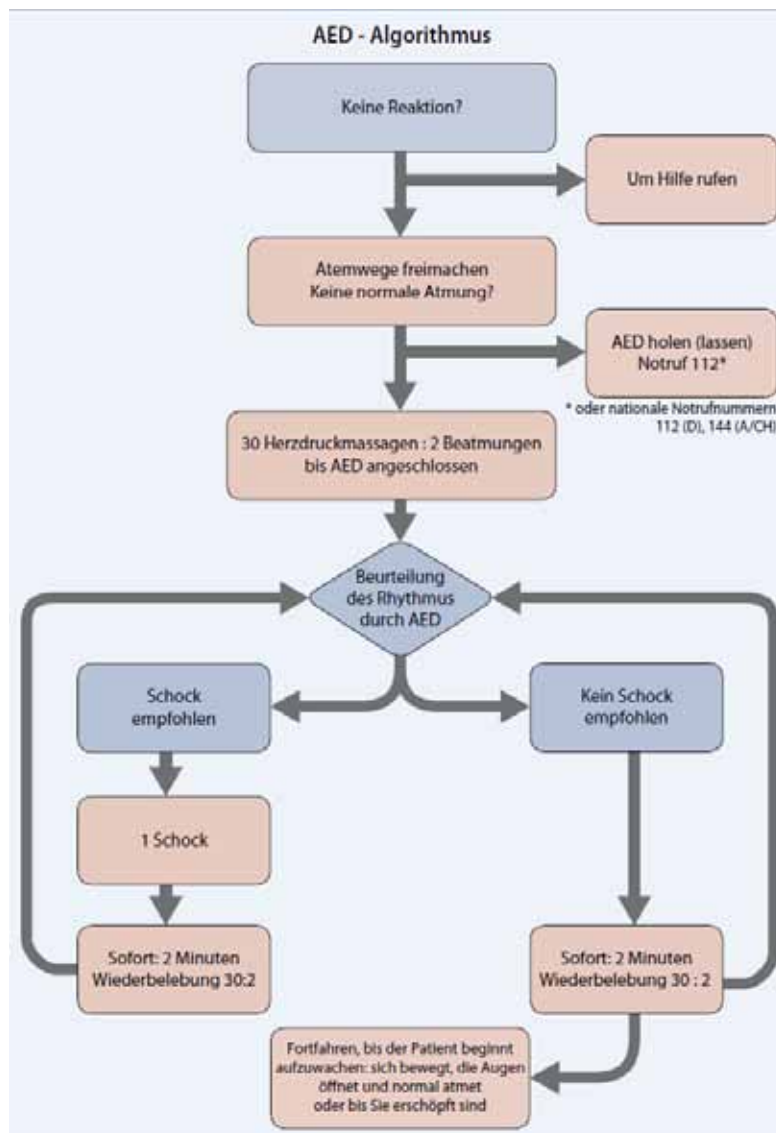 AED - Algorithmus
Keine Reaktion?
Um Hilfe rufen
Atemwege freimachen
Keine normale Atmung?
AED holen (lassen)
Notruf 112*
* oder nationale Notrufnummern
112 (D), 144 (A/CH)
30 Herzdruckmassagen : 2 Beatmungen
bis AED angeschlossen
Beurteilung
des Rhythmus
durch AED
Schock
empfohlen
Kein Schock
empfohlen
1 Schock
Sofort: 2 Minuten
Wiederbelebung 30:2
Sofort: 2 Minuten
Wiederbelebung 30 : 2
Fortfahren, bis der Patient beginnt
aufzuwachen: sich bewegt, die Augen
öffnet und normal atmet
oder bis Sie erschöpft sind